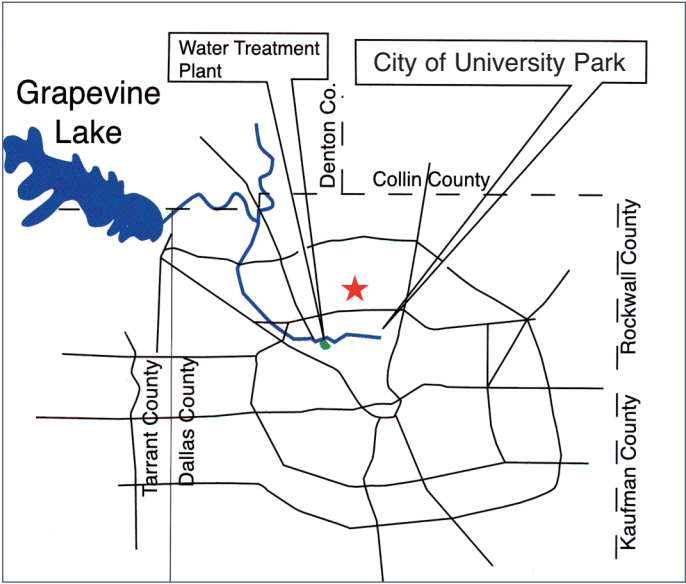 Water Treatment
Plant
City of University Park
Grapevine
Lake
Denton Co.
Collin County
Rockwall County
Tarrant County
Dallas County
Kaufman County